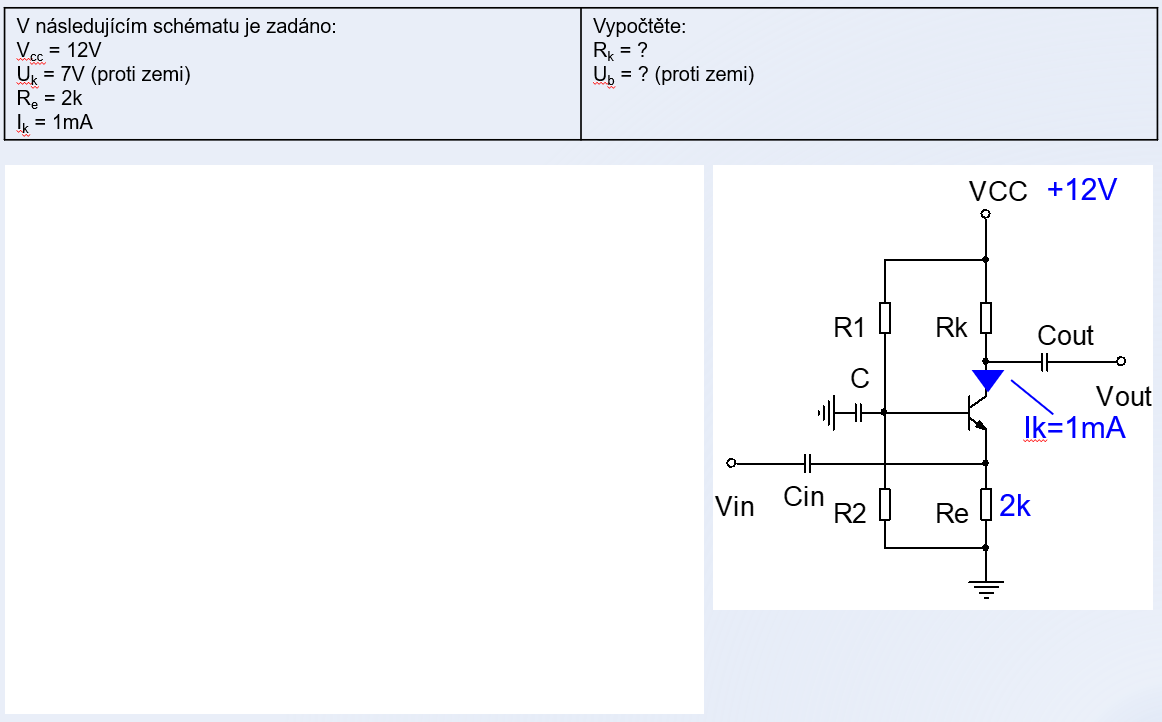 V následujícím schématu je zadáno:
Vcc = 12V
Uk = 7V (proti zemi)
Re = 2k
Ik = 1mA
Vypočtěte:
Rk = ?
Ub = ? (proti zemi)
VCC +12V
R1
Rk
Cout
C
Vout
Ik=1mA
Vin
Cin
R2
Re
2k